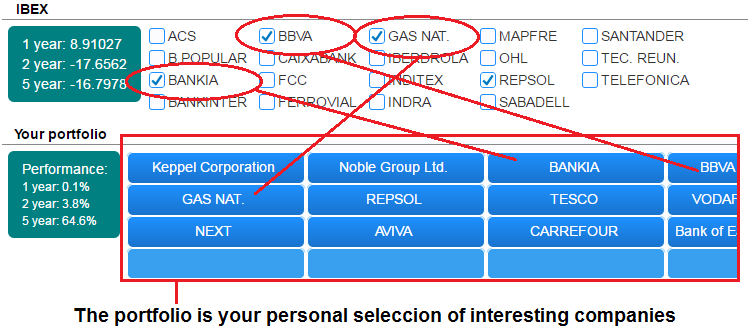 IBEX
1 year: 8.91027
2 year: -17.6562
5 year: -16.7978
ACS BBVA GAS NAT. MAPFRE SANTANDER
B.POPULAR CAIXABANK IBERDROLA OHL TEC. REUN.
BANKIA FCC INDITEX REPSOL TELEFONICA
BANKINTER FERROVIAL INDRA SABADELL
Your portfolio
Performance:
1 year: 0.1%
2 year: 3.8%
5 year: 64.6%
Keppel Corporation Noble Group Ltd. BANKIA BBVA
GAS NAT. REPSOL TESCO VODAF
NEXT AVIVA CARREFOUR Bank of E
The portfolio is your personal seleccion of interesting companies